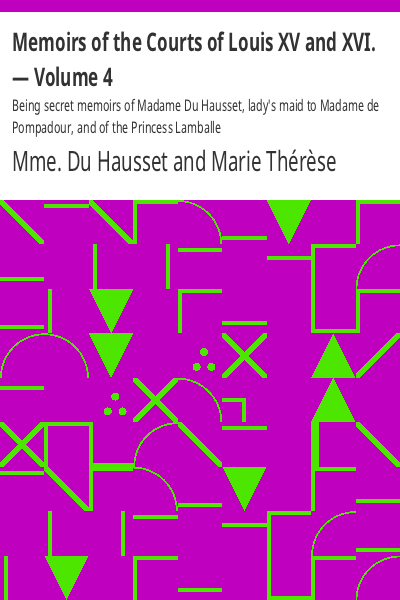 Memoirs of the Courts of Louis XV and XVI.
— Volume 4
Being secret memoirs of Madame Du Hausset, lady's maid to Madame de
Pompadour, and of the Princess Lamballe
Mme. Du Hausset and Marie Thérèse